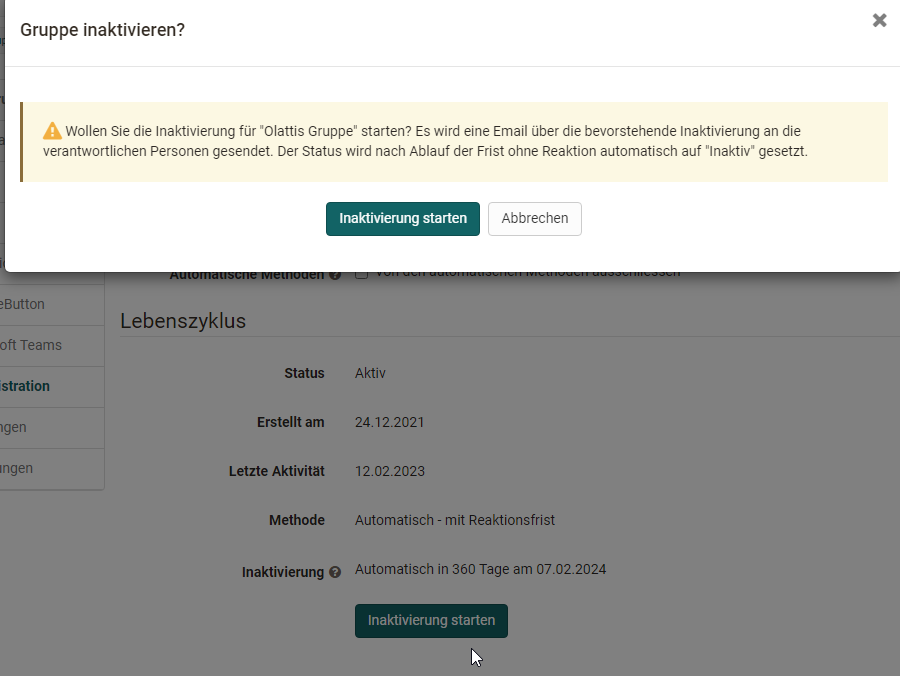 Gruppe inaktivieren?
Wollen Sie die Inaktivierung für "Olattis Gruppe" starten? Es wird eine Email über die bevorstehende Inaktivierung an die
verantwortlichen Personen gesendet. Der Status wird nach Ablauf der Frist ohne Reaktion automatisch auf "Inaktiv" gesetzt.
Inaktivierung starten
Abbrechen
Automatische Methoden
von den automatischen Methoden ausschliessen
eButton
oft Teams
istration
ngen
ungen
Lebenszyklus
Status Aktiv
Erstellt am 24.12.2021
Letzte Aktivität 12.02.2023
Methode Automatisch - mit Reaktionsfrist
Inaktivierung Automatisch in 360 Tage am 07.02.2024
Inaktivierung starten